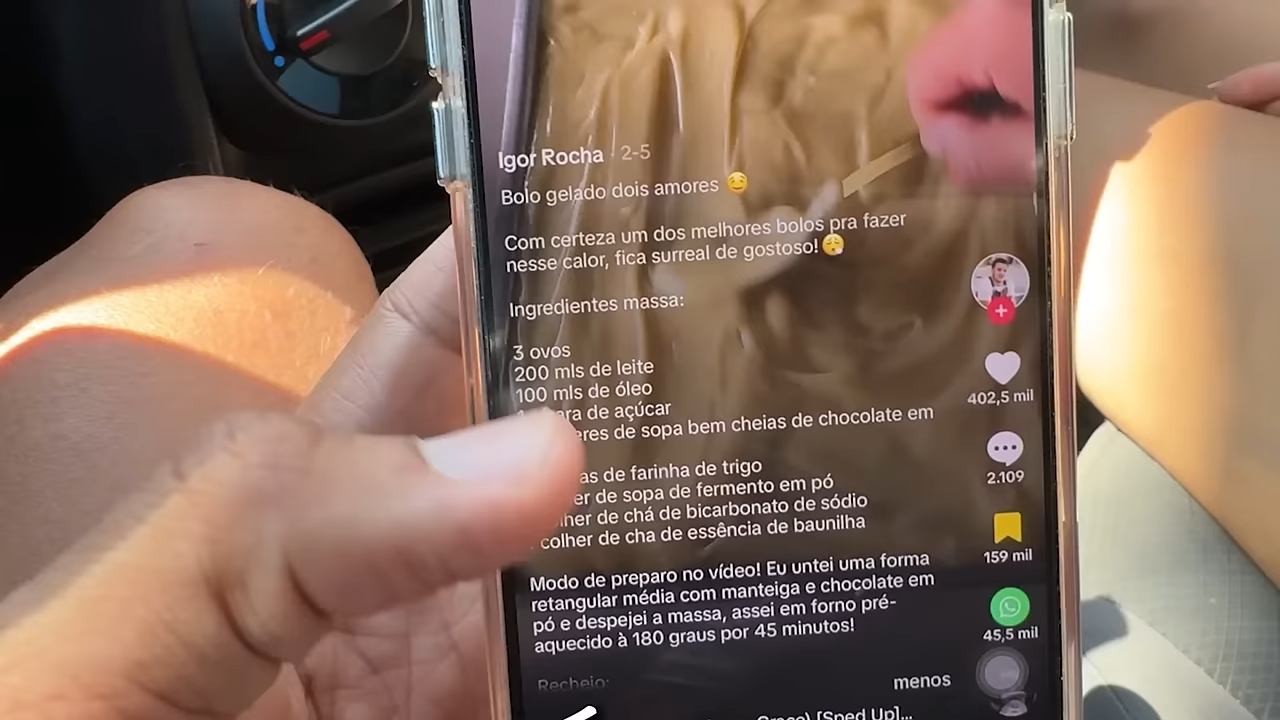 Igor Rocha · 2-5
Bolo gelado dois amores 🤤
Com certeza um dos melhores bolos pra fazer
nesse calor, fica surreal de gostoso!😮‍💨
Ingredientes massa:
3 ovos
200 mls de leite
100 mls de óleo
de açúcar
de sopa bem cheias de chocolate em
de farinha de trigo
de sopa de fermento em pó
de chá de bicarbonato de sódio
colher de cha de essência de baunilha
Modo de preparo no vídeo! Eu untei uma forma
retangular média com manteiga e chocolate em
pó e despejei a massa, assei em forno pré-
aquecido à 180 graus por 45 minutos!
Recheio:
menos
[Sped Up]...
402,5 mil
2.109
159 mil
45,5 mil